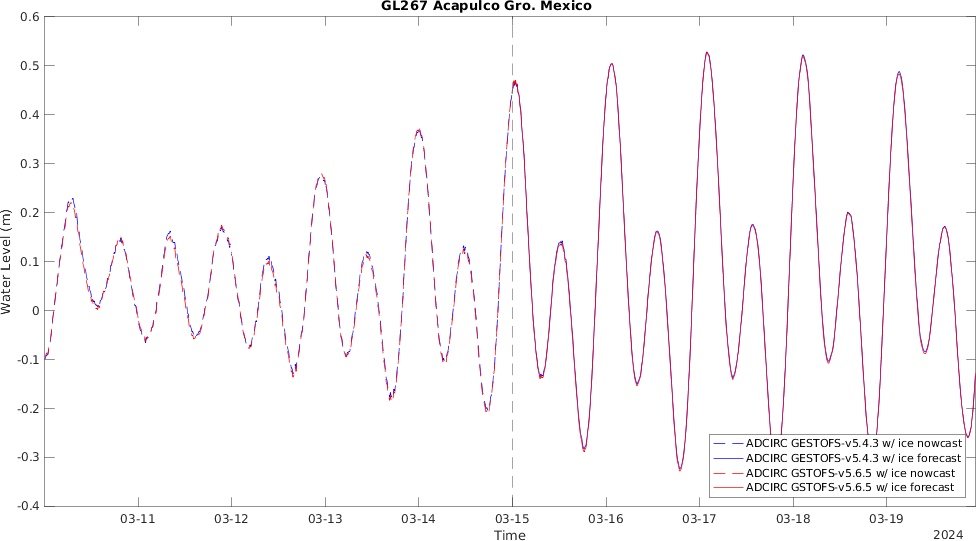 GL267 Acapulco Gro. Mexico
0.6
0.5
0.4
0.3
0.2
0.1
0
-0.1
-0.2
-0.3
-0.4
Water Level (m)
ADCIRC GESTOFS-v5.4.3 w/ ice nowcast
ADCIRC GESTOFS-v5.4.3 w/ ice forecast
ADCIRC GSTOFS-v5.6.5 w/ ice nowcast
ADCIRC GSTOFS-v5.6.5 w/ ice forecast
03-11 03-12 03-13 03-14 03-15 03-16 03-17 03-18 03-19
Time
2024